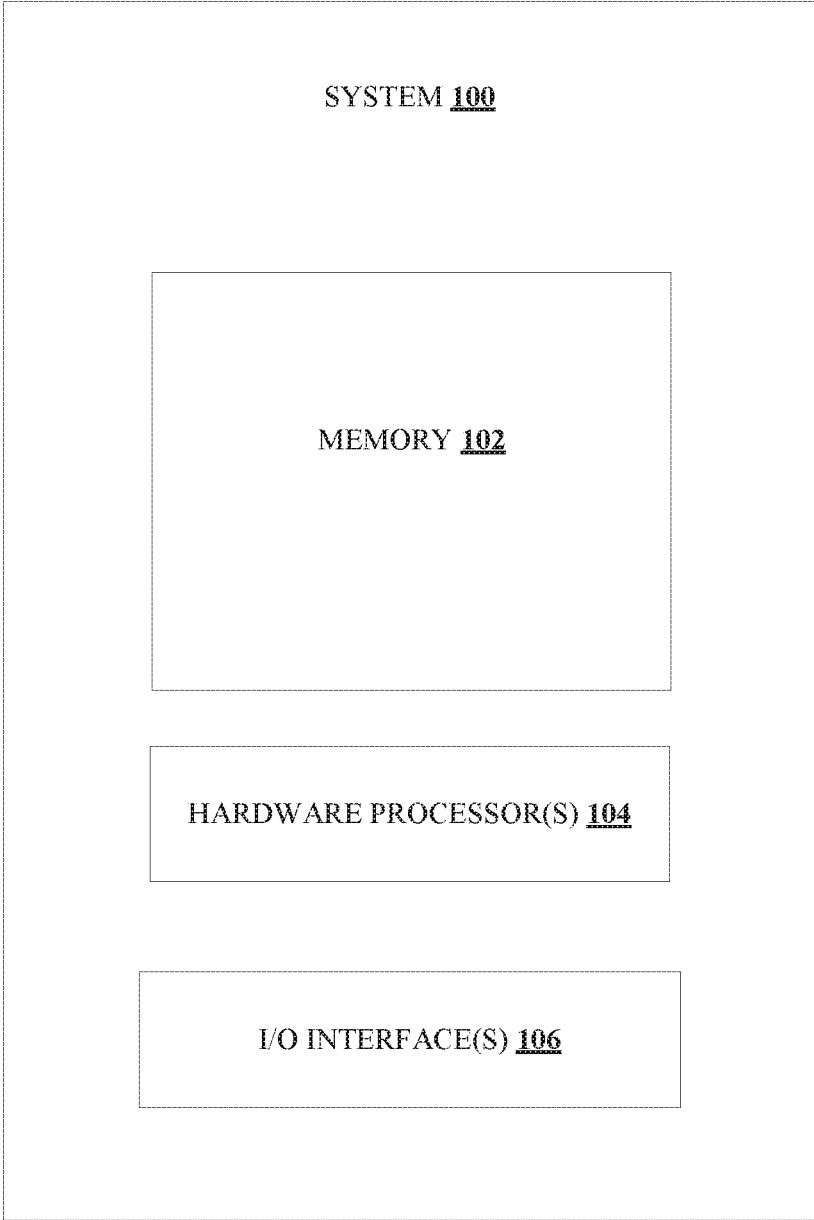 SYSTEM 100
MEMORY 102
HARDWARE PROCESSOR(S) 104
I/O INTERFACE(S) 106